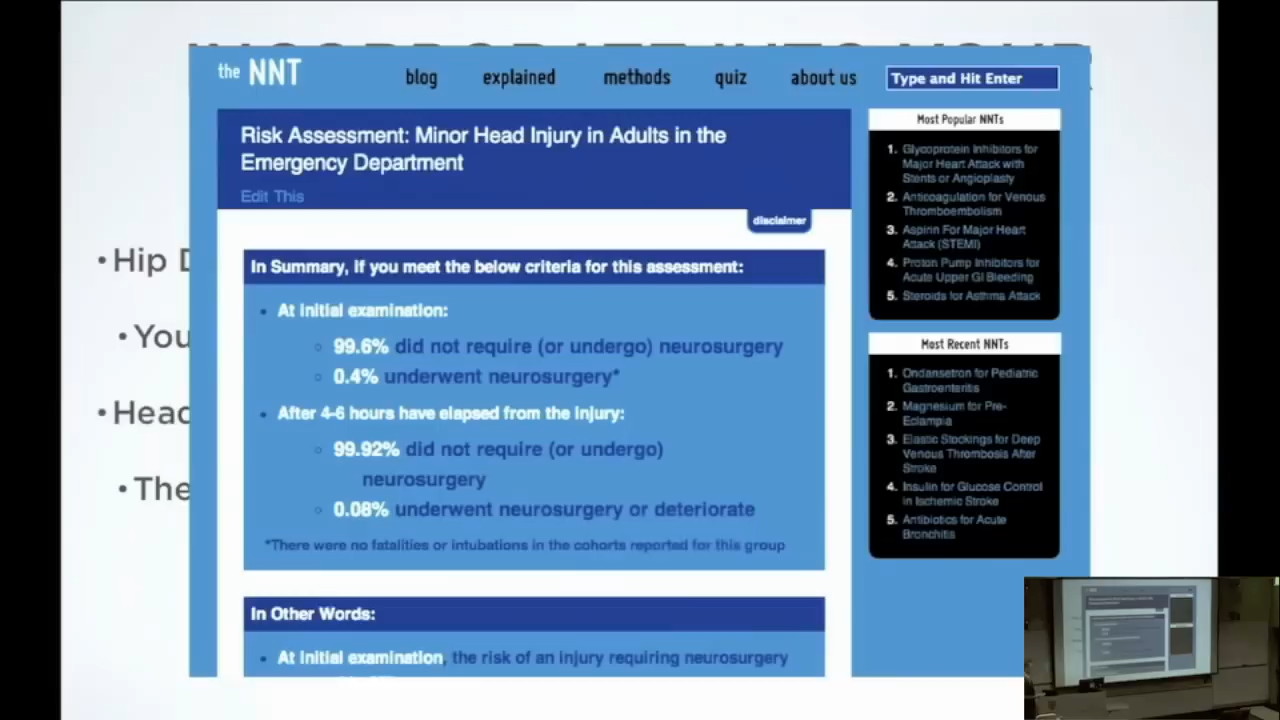 INCORPORATE INTO YOUR
the NNT
blog
explained
methods
quiz
about us
Type and Hit Enter
Risk Assessment: Minor Head Injury in Adults in the
Emergency Department
Edit This
disclaimer
In Summary, if you meet the below criteria for this assessment:
• At initial examination:
◦ 99.6% did not require (or undergo) neurosurgery
◦ 0.4% underwent neurosurgery*
• After 4-6 hours have elapsed from the injury:
◦ 99.92% did not require (or undergo)
neurosurgery
◦ 0.08% underwent neurosurgery or deteriorate
*There were no fatalities or intubations in the cohorts reported for this group
In Other Words:
• At initial examination, the risk of an injury requiring neurosurgery
Most Popular NNTs
1. Glycoprotein Inhibitors for
Major Heart Attack with
Stents or Angioplasty
2. Anticoagulation for Venous
Thromboembolism
3. Aspirin For Major Heart
Attack (STEMI)
4. Proton Pump Inhibitors for
Acute Upper GI Bleeding
5. Steroids for Asthma Attack
Most Recent NNTs
1. Ondansetron for Pediatric
Gastroenteritis
2. Magnesium for Pre-
Eclampia
3. Elastic Stockings for Deep
Venous Thrombosis After
Stroke
4. Insulin for Glucose Control
in Ischemic Stroke
5. Antibiotics for Acute
Bronchitis
• Hip
• You
• Head
• The